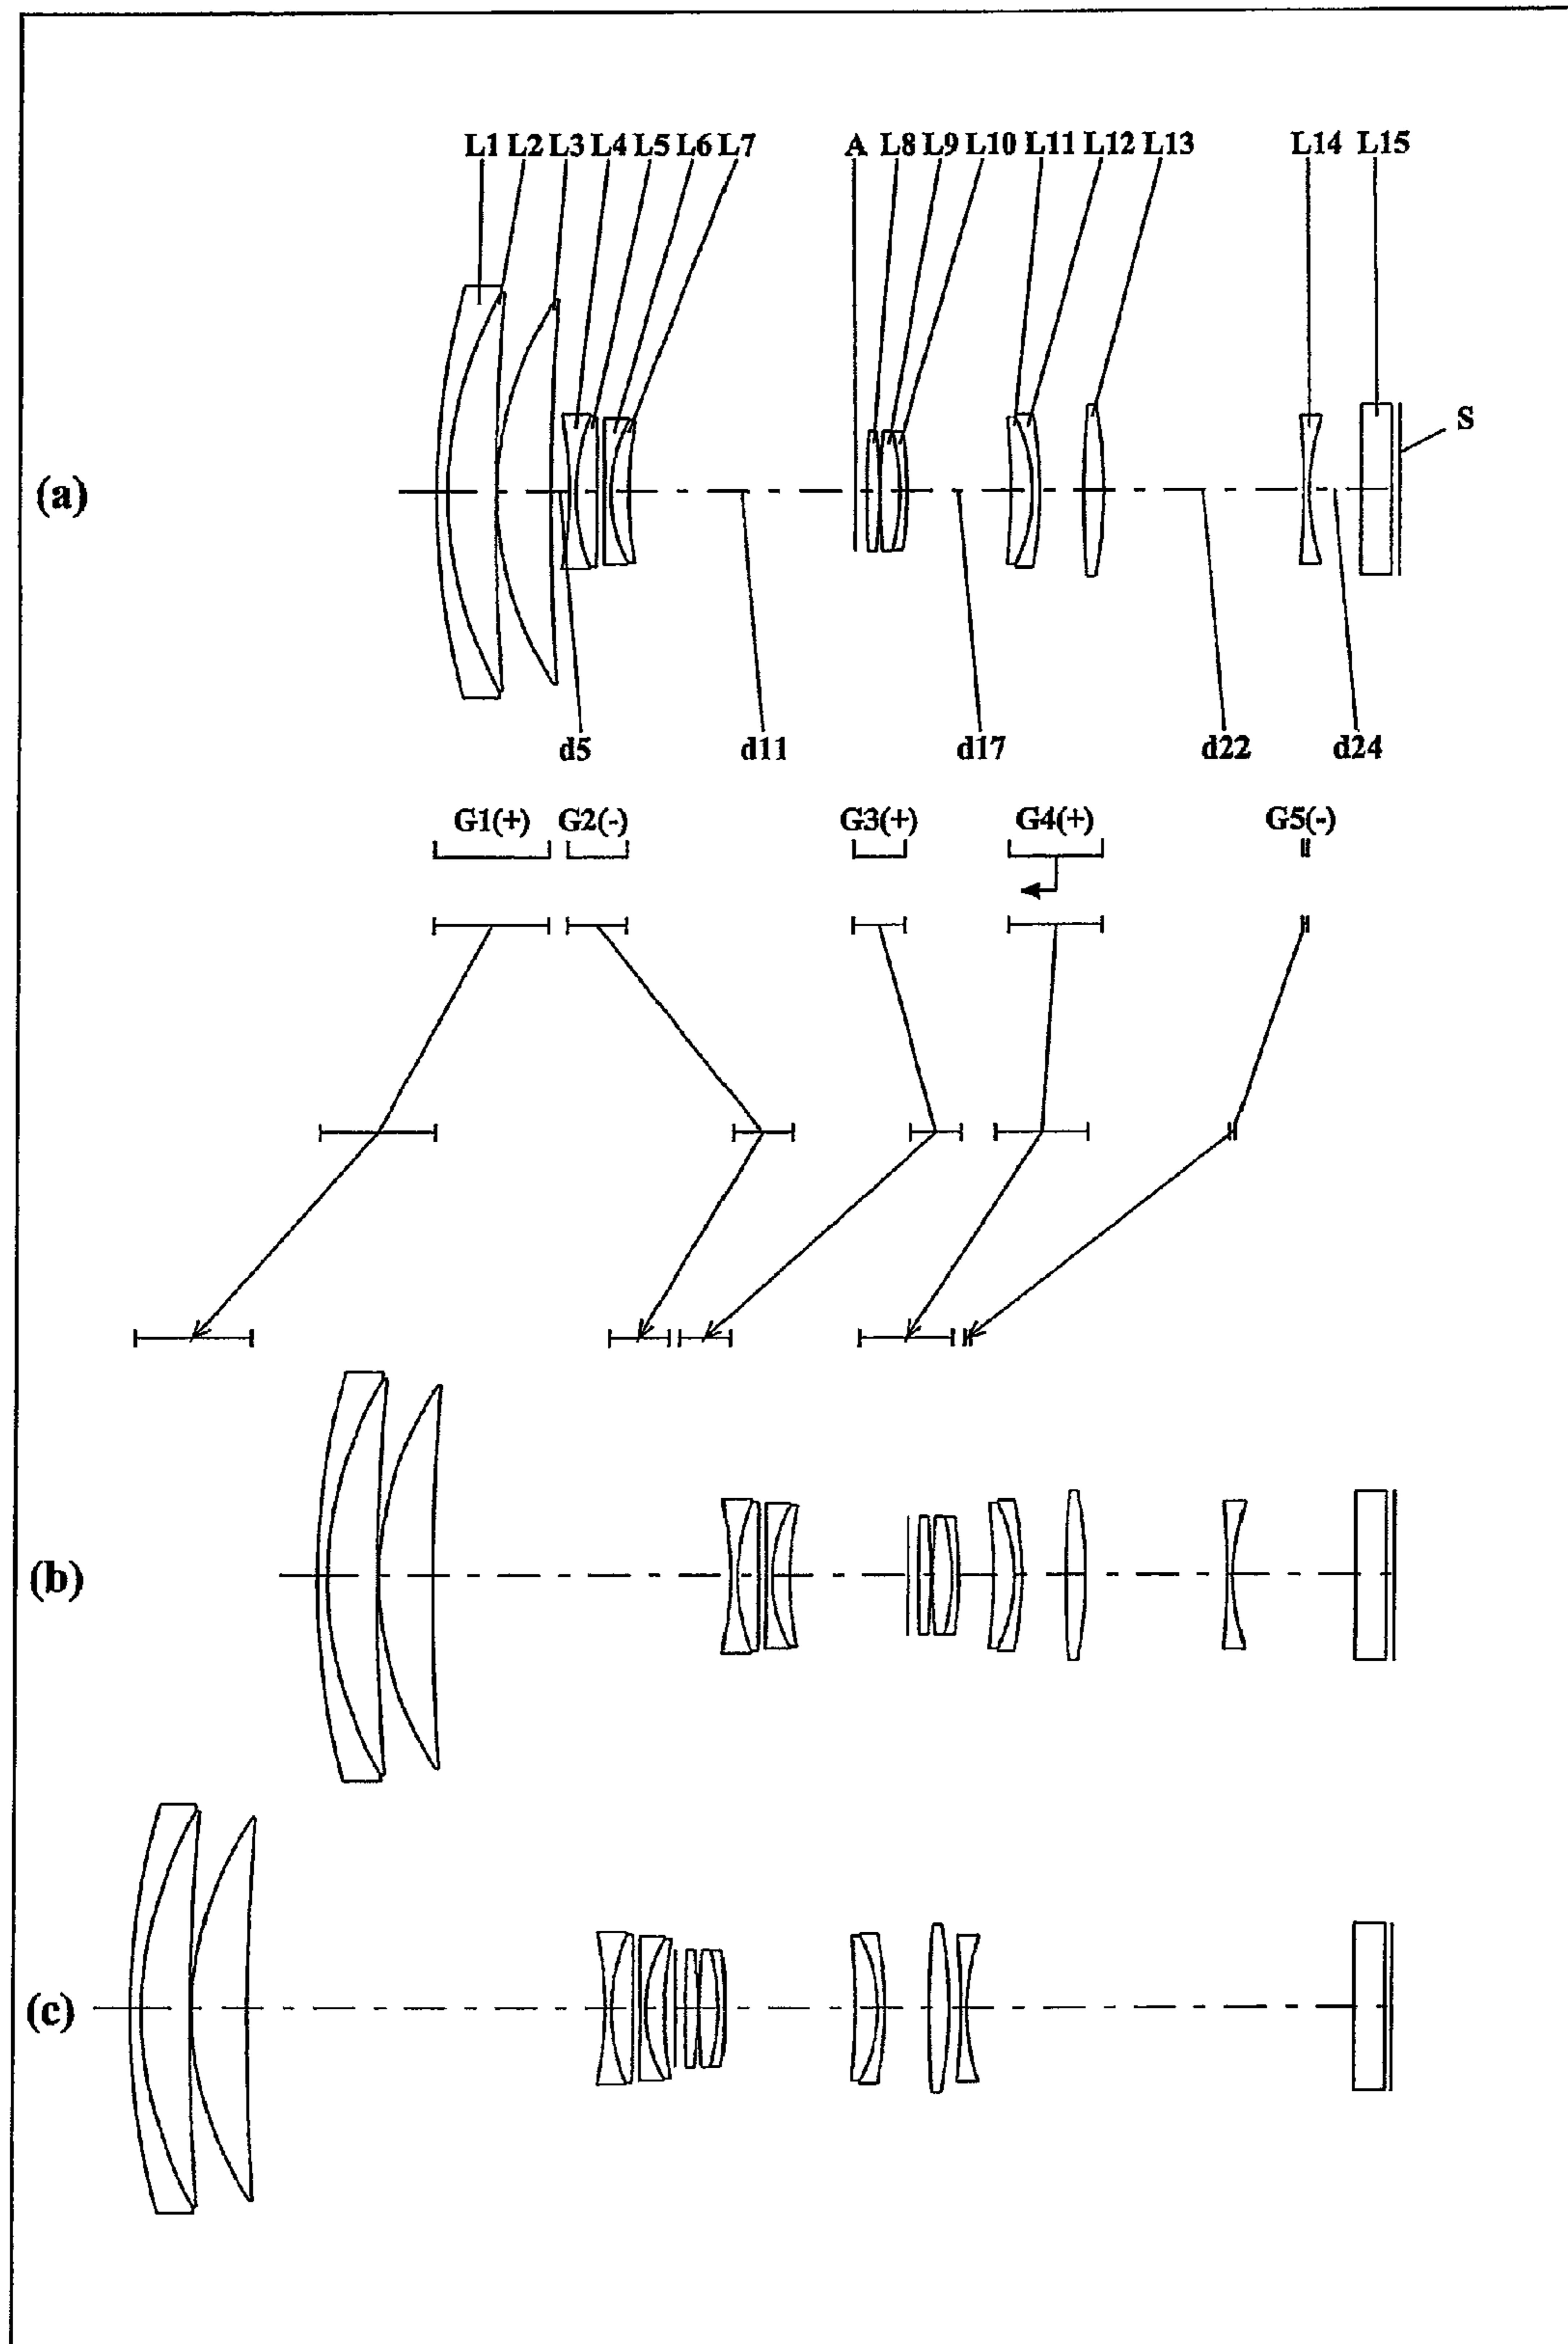 L1 L2 L3 L4 L5 L6 L7 A L8 L9 L10 L11 L12 L13 L14 L15
S
(a)
d5 d11 d17 d22 d24
G1(+) G2(-) G3(+) G4(+) G5(-)
(b)
(c)